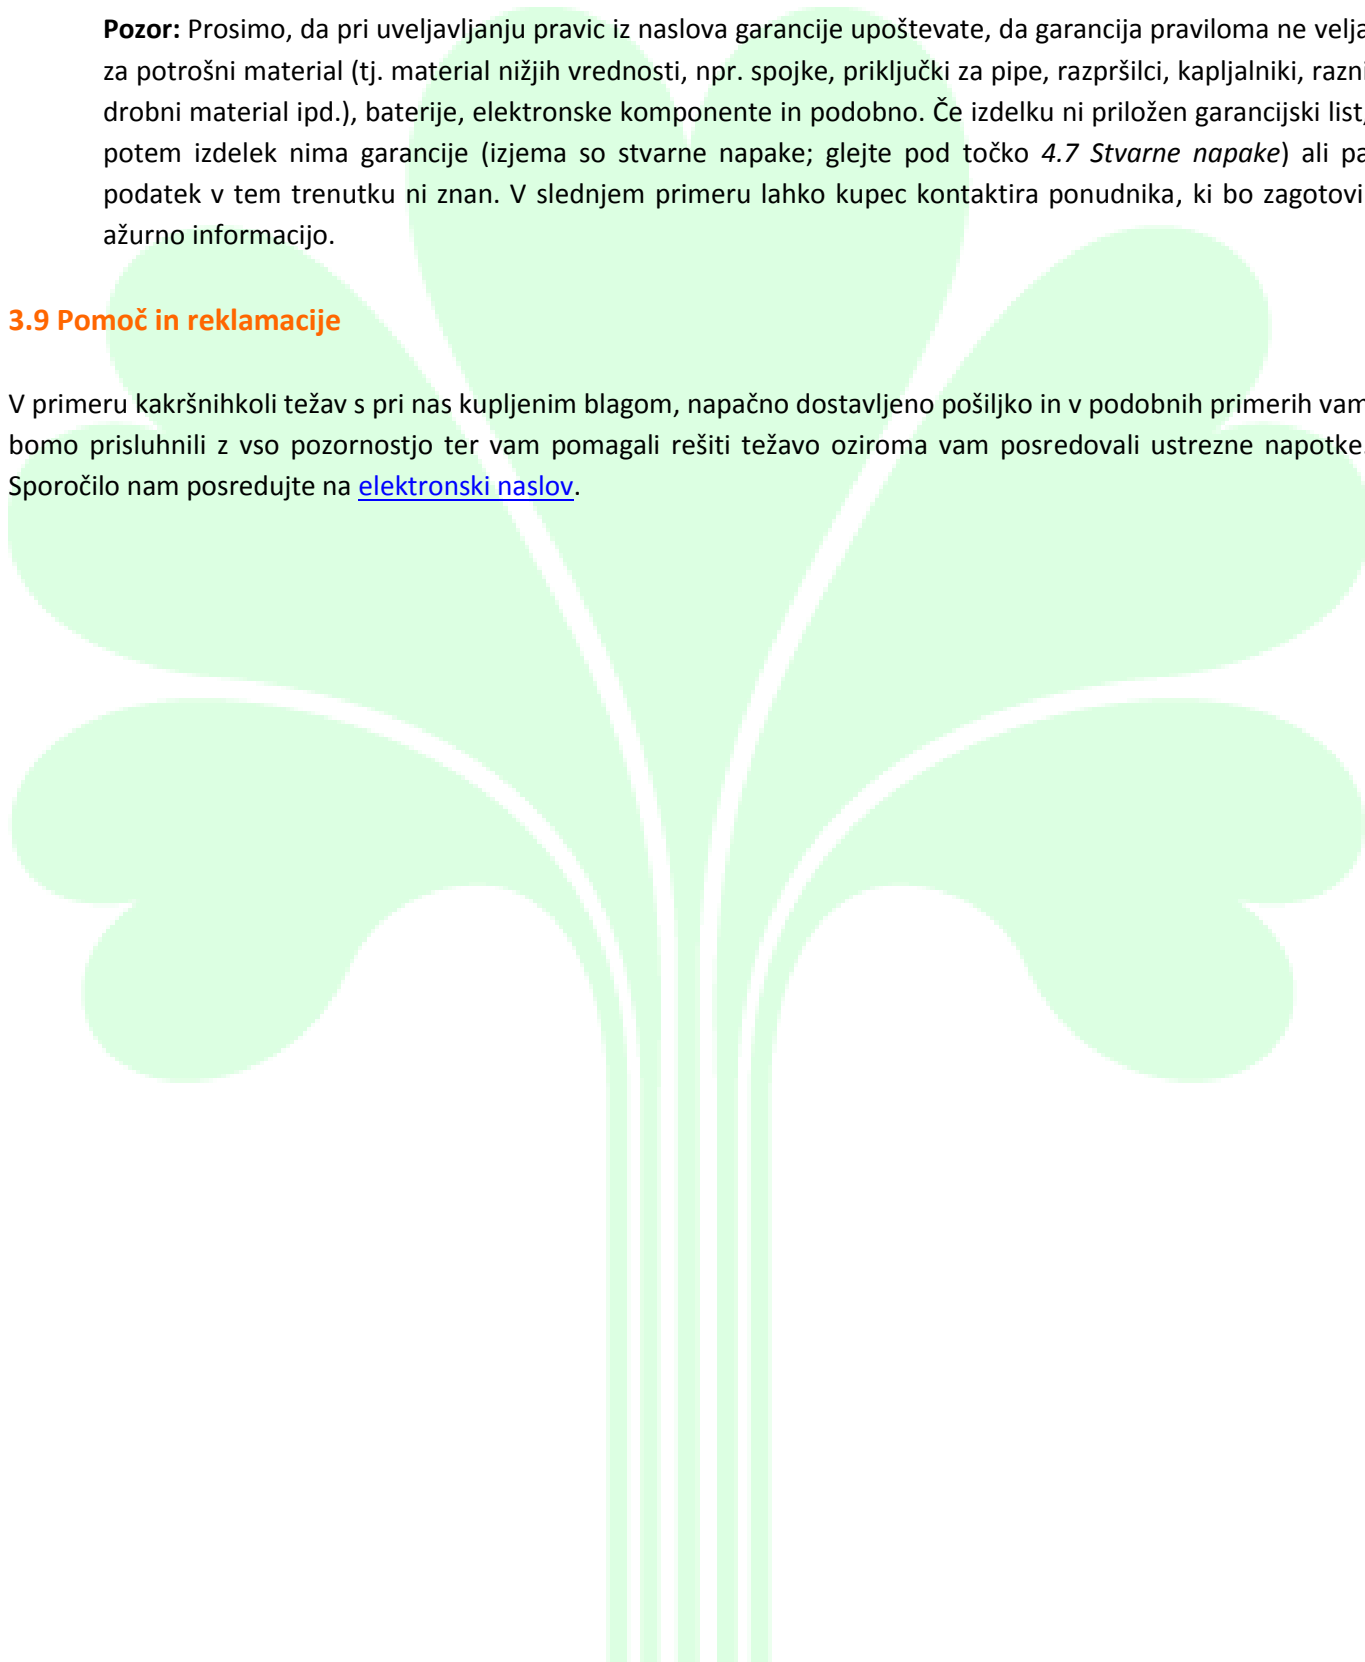 Pozor: Prosimo, da pri uveljavljanju pravic iz naslova garancije upoštevate, da garancija praviloma ne velja
za potrošni material (tj. material nižjih vrednosti, npr. spojke, priključki za pipe, razpršilci, kapljalniki, razni
drobni material ipd.), baterije, elektronske komponente in podobno. Če izdelku ni priložen garancijski list,
potem izdelek nima garancije (izjema so stvarne napake; glejte pod točko 4.7 Stvarne napake) ali pa
podatek v tem trenutku ni znan. V slednjem primeru lahko kupec kontaktira ponudnika, ki bo zagotovil
ažurno informacijo.
3.9 Pomoč in reklamacije
V primeru kakršnihkoli težav s pri nas kupljenim blagom, napačno dostavljeno pošiljko in v podobnih primerih vam
bomo prisluhnili z vso pozornostjo ter vam pomagali rešiti težavo oziroma vam posredovali ustrezne napotke.
Sporočilo nam posredujte na elektronski naslov.